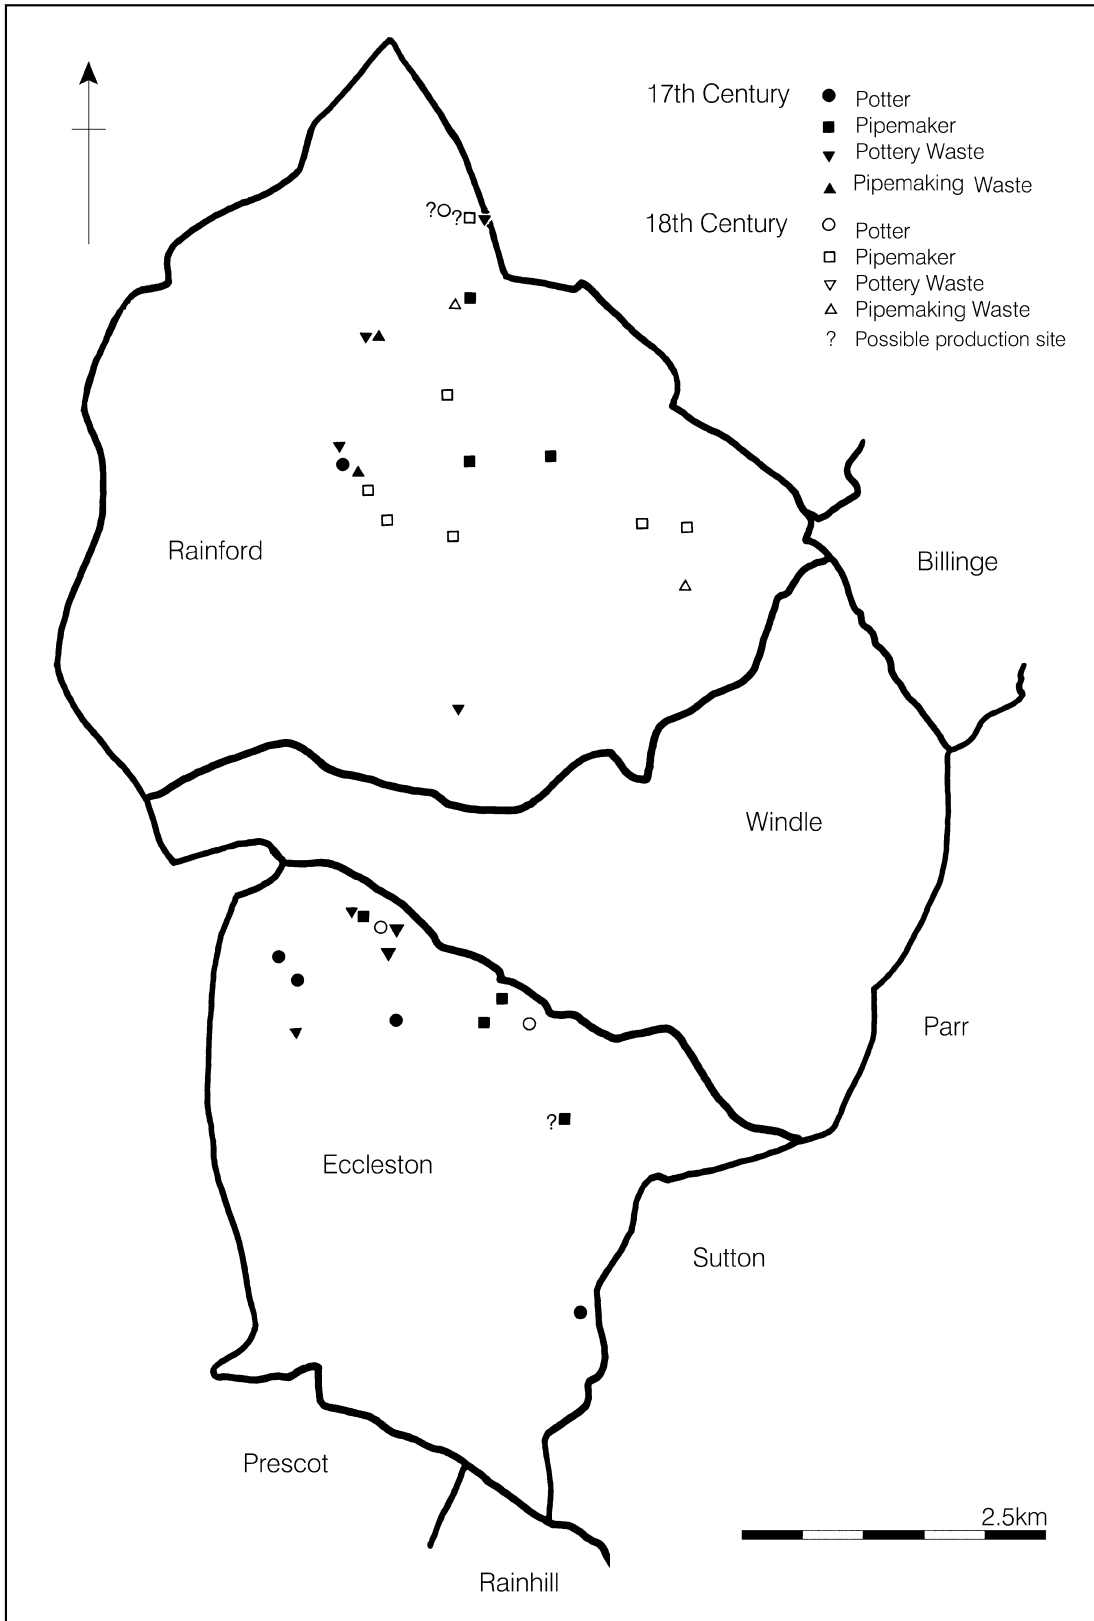 17th Century
Potter
Pipemaker
Pottery Waste
Pipemaking Waste
18th Century
Potter
Pipemaker
Pottery Waste
Pipemaking Waste
? Possible production site
? ?
Rainford
Billinge
Windle
Parr
?
Eccleston
Sutton
Prescot
2.5km
Rainhill